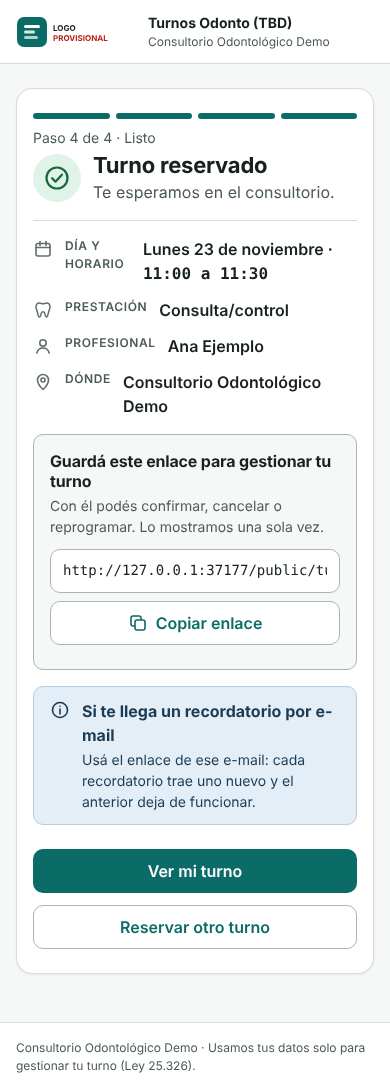 LOGO
PROVISIONAL
Turnos Odonto (TBD)
Consultorio Odontológico Demo
Paso 4 de 4 · Listo
Turno reservado
Te esperamos en el consultorio.
DÍA Y
HORARIO
Lunes 23 de noviembre ·
11:00 a 11:30
PRESTACIÓN Consulta/control
PROFESIONAL Ana Ejemplo
DÓNDE Consultorio Odontológico
Demo
Guardá este enlace para gestionar tu
turno
Con él podés confirmar, cancelar o
reprogramar. Lo mostramos una sola vez.
http://127.0.0.1:37177/public/tu
Copiar enlace
Si te llega un recordatorio por e-
mail
Usá el enlace de ese e-mail: cada
recordatorio trae uno nuevo y el
anterior deja de funcionar.
Ver mi turno
Reservar otro turno
Consultorio Odontológico Demo · Usamos tus datos solo para
gestionar tu turno (Ley 25.326).